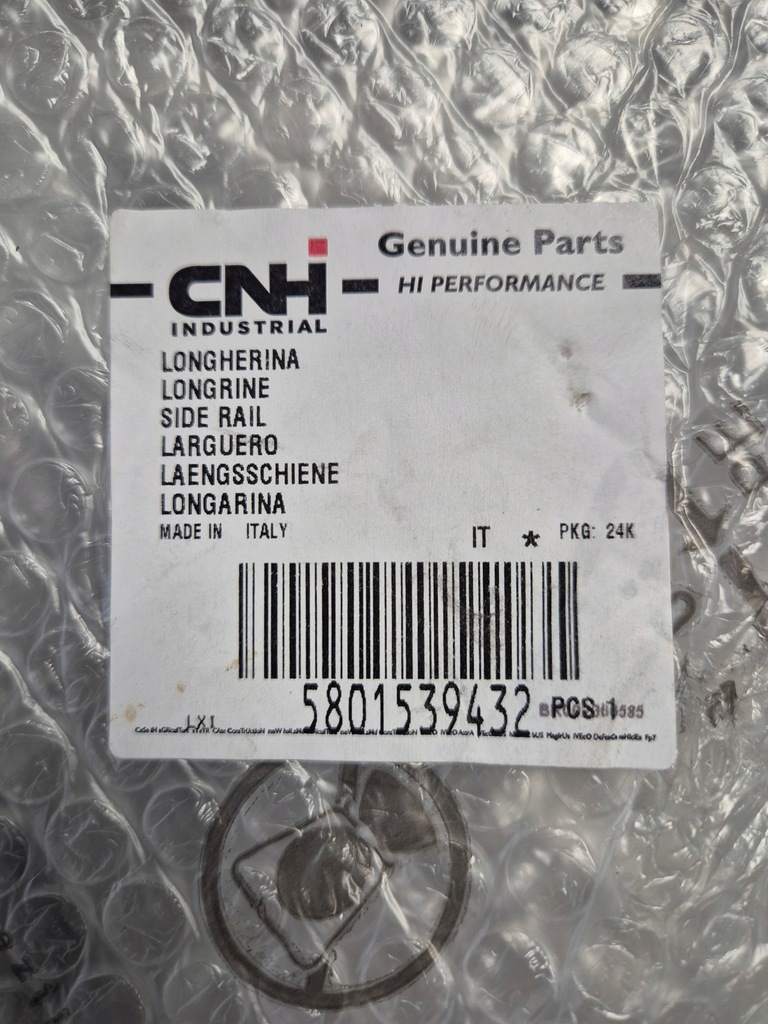 Genuine Parts
CNH
INDUSTRIAL
HI PERFORMANCE
LONGHERINA
LONGRINE
SIDE RAIL
LARGUERO
LAENGSSCHIENE
LONGARINA
MADE IN ITALY
IT * PKG: 24K
5801539432
PCS 1
LXI